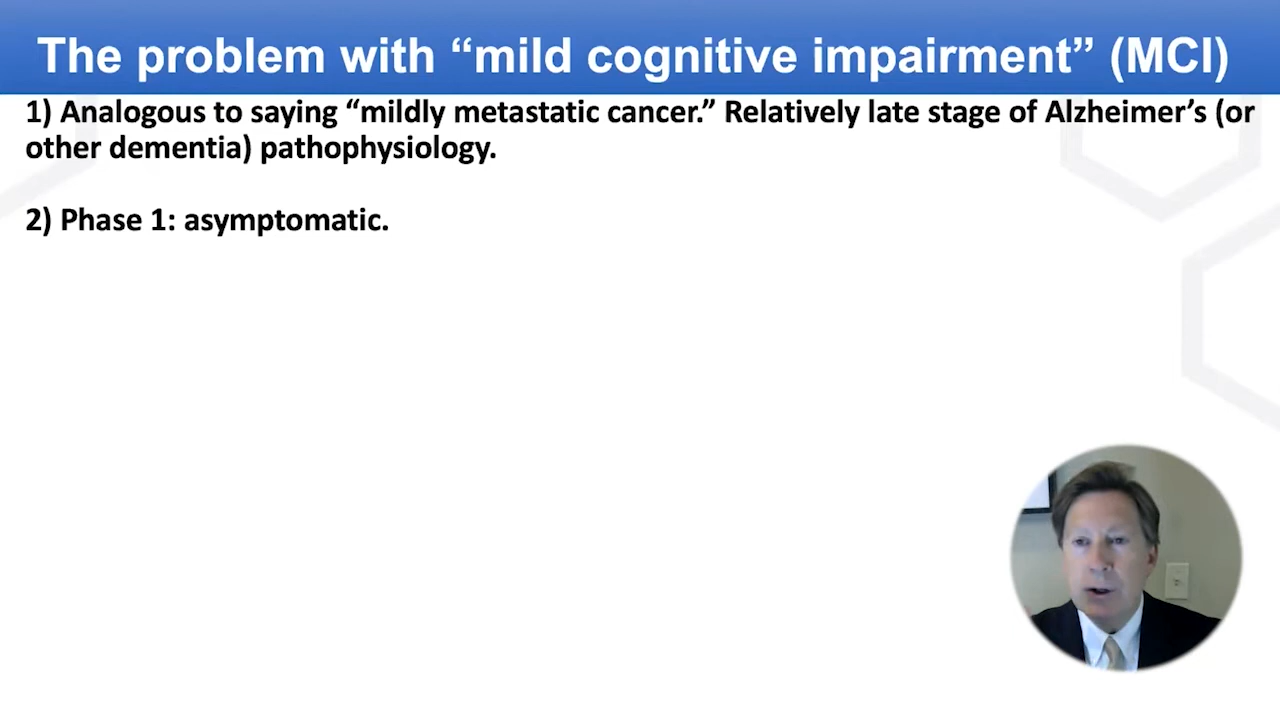 The problem with “mild cognitive impairment” (MCI)
1) Analogous to saying “mildly metastatic cancer.” Relatively late stage of Alzheimer’s (or
other dementia) pathophysiology.
2) Phase 1: asymptomatic.